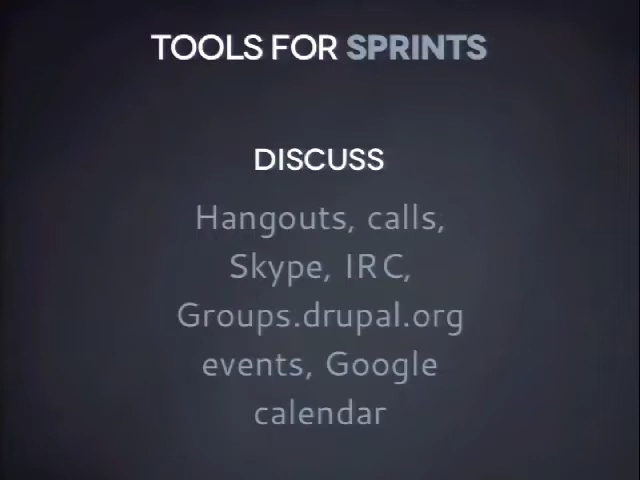 TOOLS FOR SPRINTS
DISCUSS
Hangouts, calls,
Skype, IRC,
Groups.drupal.org
events, Google
calendar